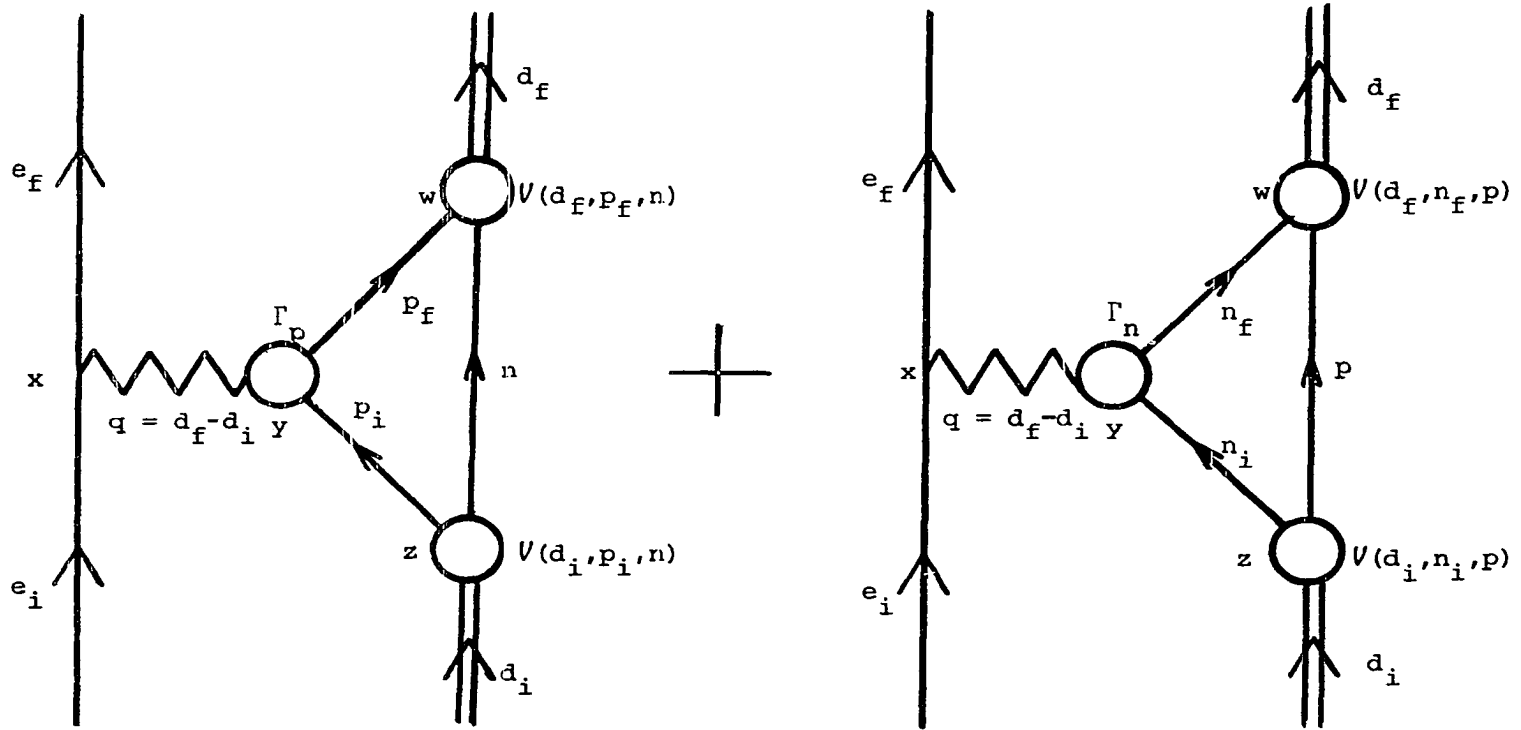 d_f
e_f
w
V(d_f,p_f,n)
p_f
Γ_p
x
n
q = d_f-d_i
y
p_i
z
V(d_i,p_i,n)
e_i
d_i
d_f
e_f
w
V(d_f,n_f,p)
n_f
Γ_n
x
p
q = d_f-d_i
y
n_i
z
V(d_i,n_i,p)
e_i
d_i